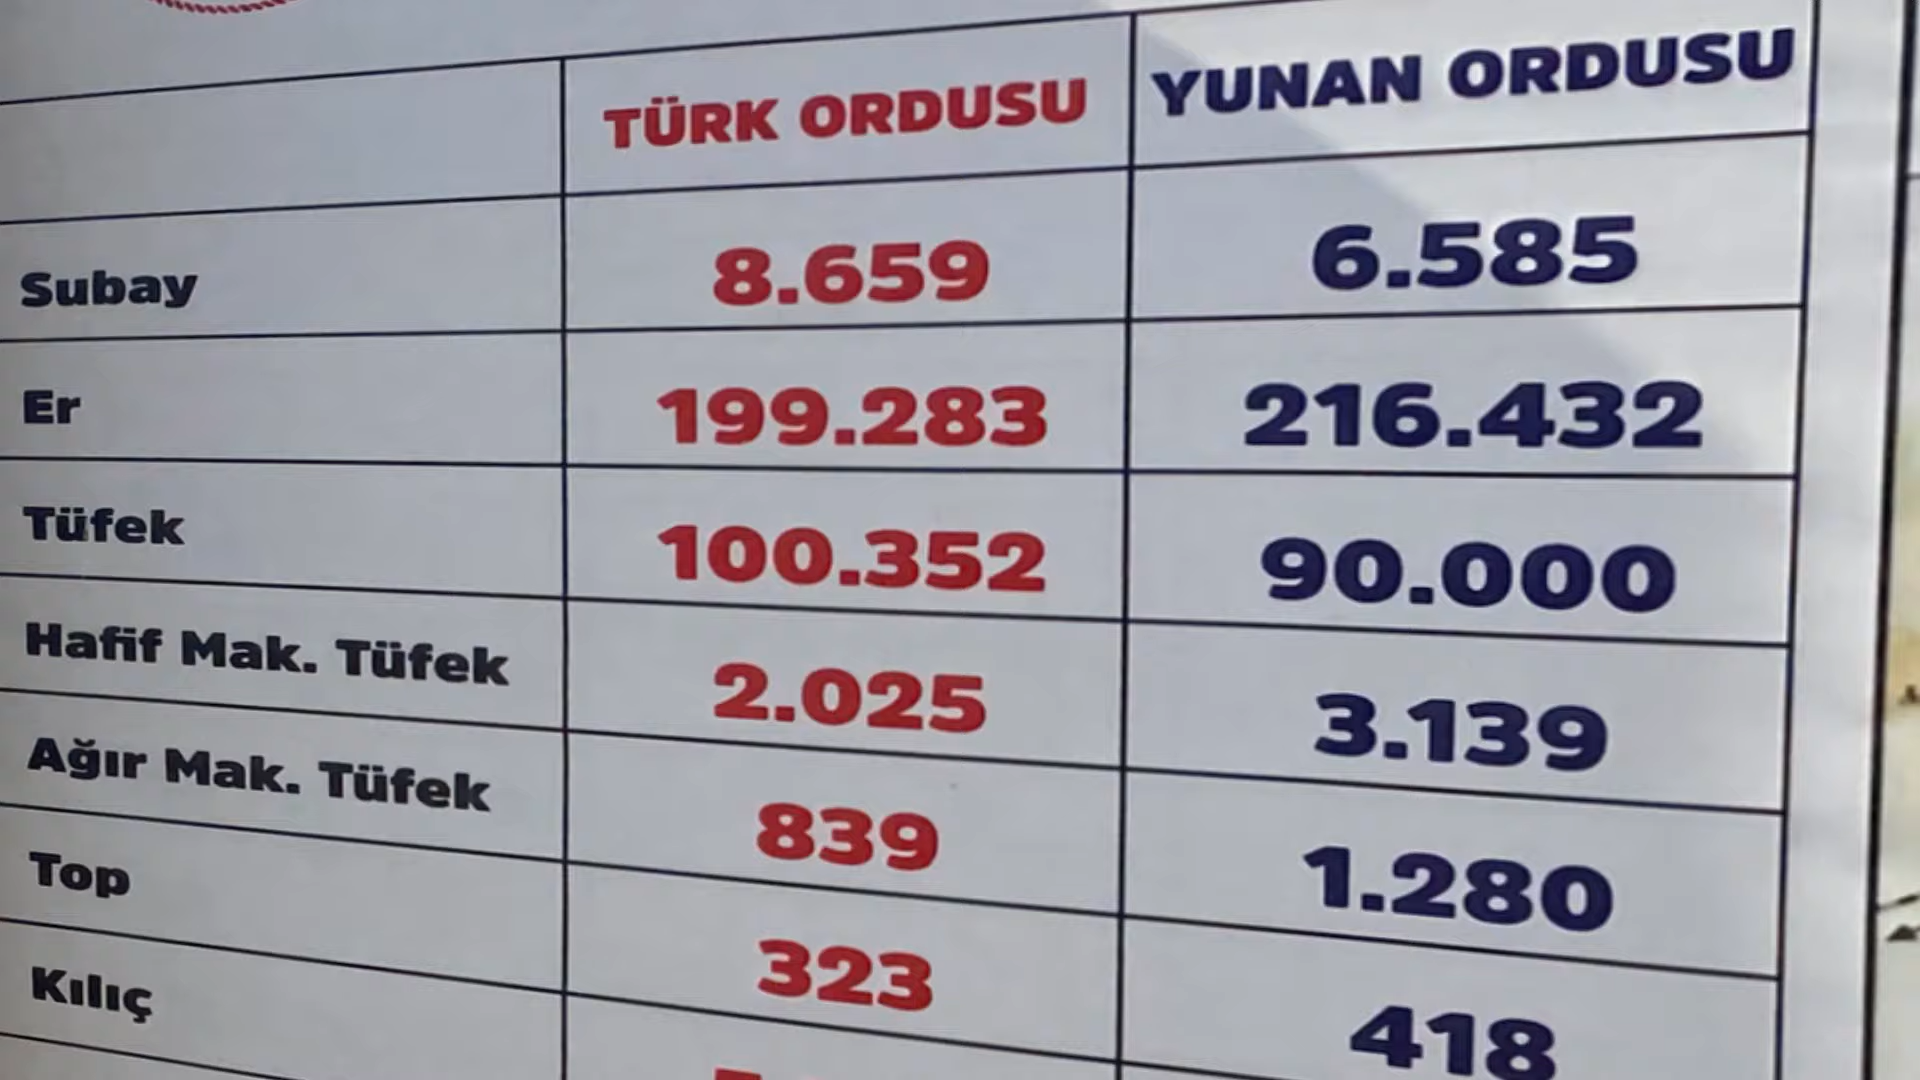 TÜRK ORDUSU YUNAN ORDUSU
Subay 8.659 6.585
Er 199.283 216.432
Tüfek 100.352 90.000
Hafif Mak. Tüfek 2.025 3.139
Ağır Mak. Tüfek 839 1.280
Top 323 418
Kılıç